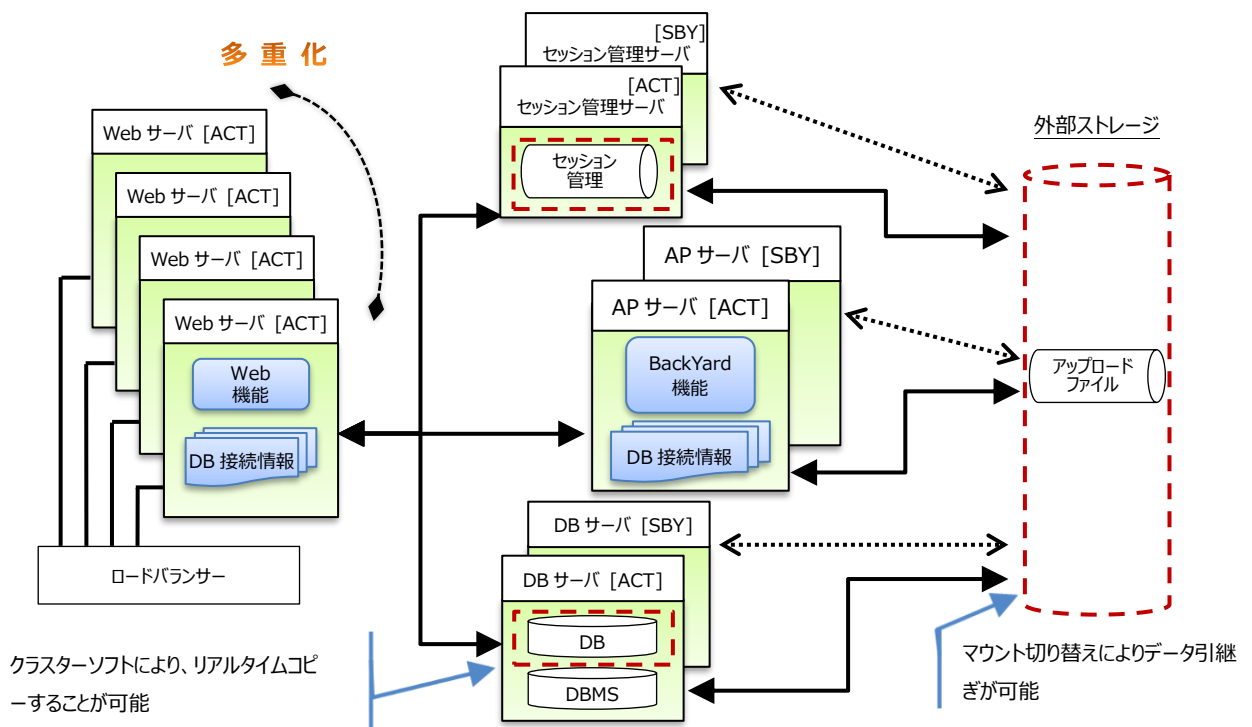 多 重 化
Web サーバ [ACT]
Web サーバ [ACT]
Web サーバ [ACT]
Web サーバ [ACT]
Web
機能
DB 接続情報
ロードバランサー
[SBY]
セッション管理サーバ
[ACT]
セッション管理サーバ
セッション
管理
AP サーバ [SBY]
AP サーバ [ACT]
BackYard
機能
DB 接続情報
DB サーバ [SBY]
DB サーバ [ACT]
DB
DBMS
外部ストレージ
アップロード
ファイル
クラスターソフトにより、リアルタイムコピ
ーすることが可能
マウント切り替えによりデータ引継
ぎが可能